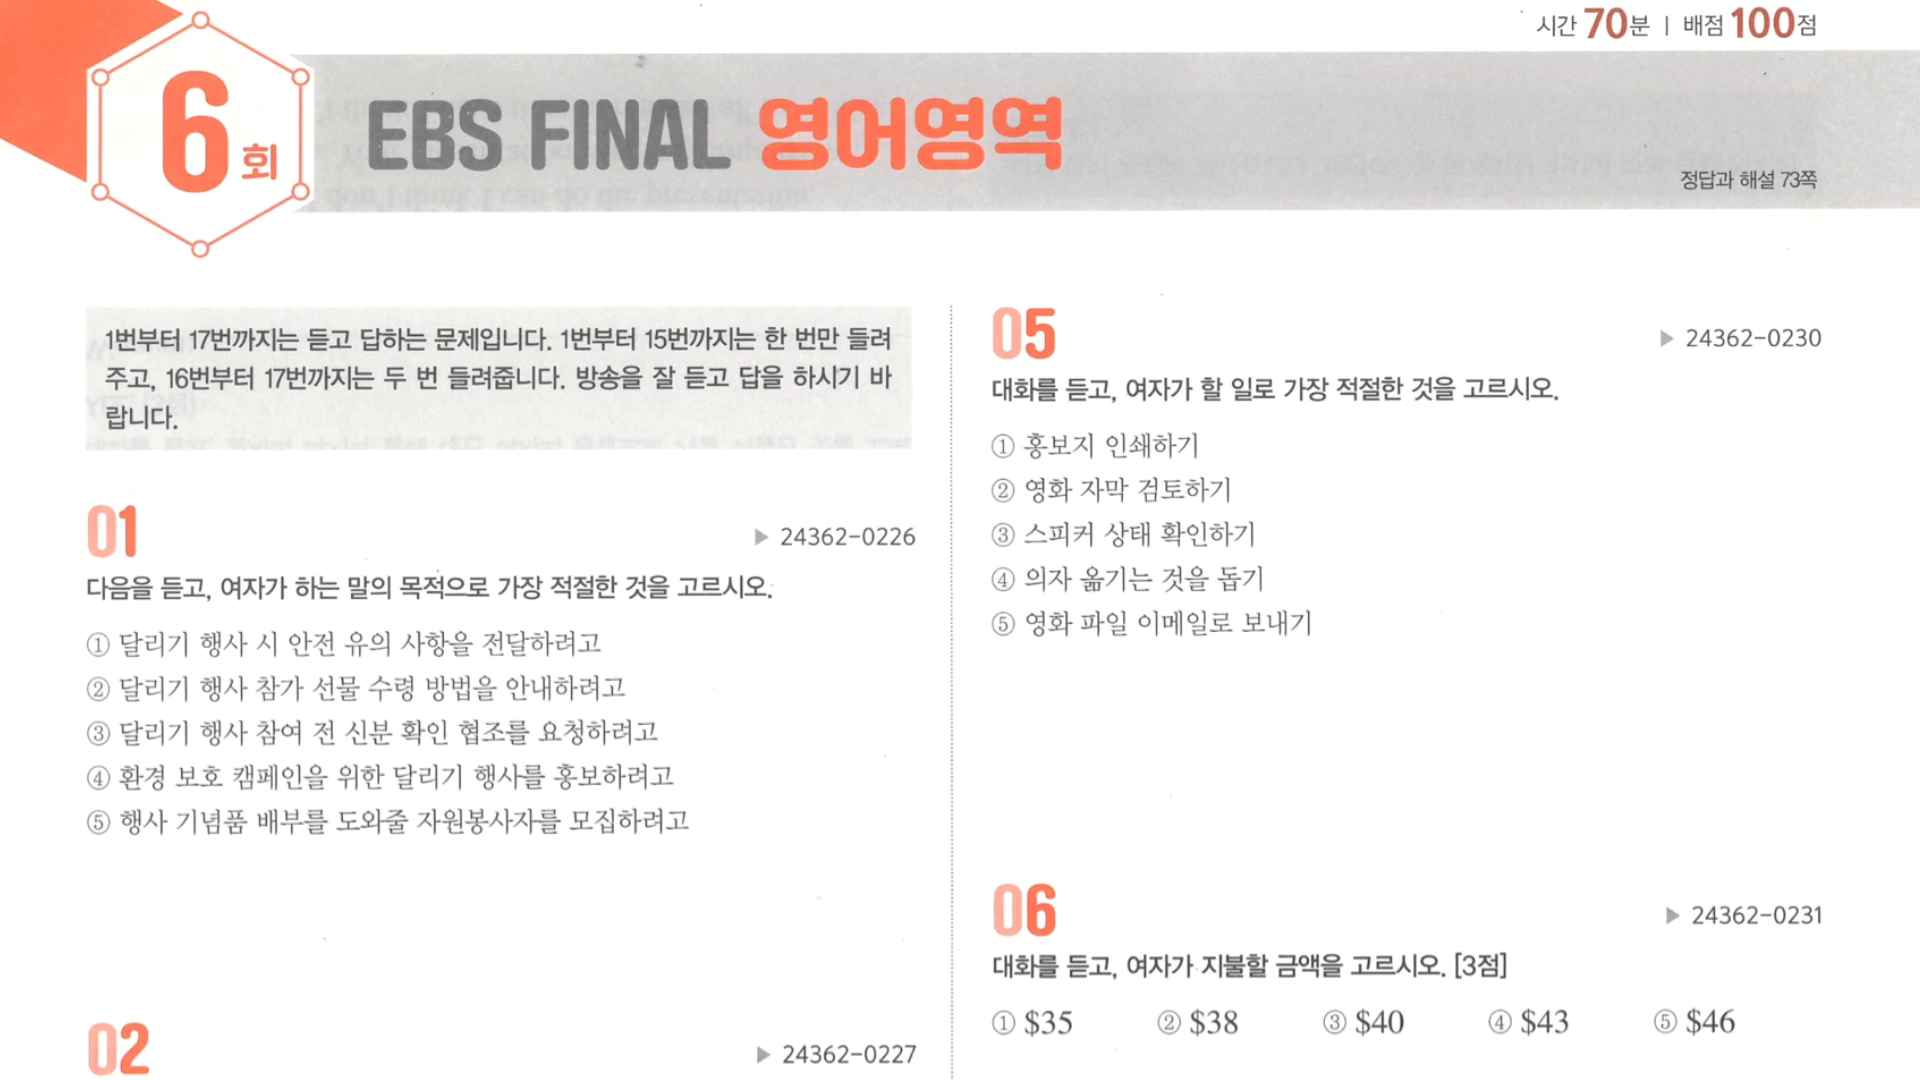 시간 70분 | 배점 100점
6회
EBS FINAL 영어영역
정답과 해설 73쪽
1번부터 17번까지는 듣고 답하는 문제입니다. 1번부터 15번까지는 한 번만 들려
주고, 16번부터 17번까지는 두 번 들려줍니다. 방송을 잘 듣고 답을 하시기 바
랍니다.
01
▶ 24362-0226
다음을 듣고, 여자가 하는 말의 목적으로 가장 적절한 것을 고르시오.
① 달리기 행사 시 안전 유의 사항을 전달하려고
② 달리기 행사 참가 선물 수령 방법을 안내하려고
③ 달리기 행사 참여 전 신분 확인 협조를 요청하려고
④ 환경 보호 캠페인을 위한 달리기 행사를 홍보하려고
⑤ 행사 기념품 배부를 도와줄 자원봉사자를 모집하려고
02
▶ 24362-0227
05
▶ 24362-0230
대화를 듣고, 여자가 할 일로 가장 적절한 것을 고르시오.
① 홍보지 인쇄하기
② 영화 자막 검토하기
③ 스피커 상태 확인하기
④ 의자 옮기는 것을 돕기
⑤ 영화 파일 이메일로 보내기
06
▶ 24362-0231
대화를 듣고, 여자가 지불할 금액을 고르시오. [3점]
① $35 ② $38 ③ $40 ④ $43 ⑤ $46